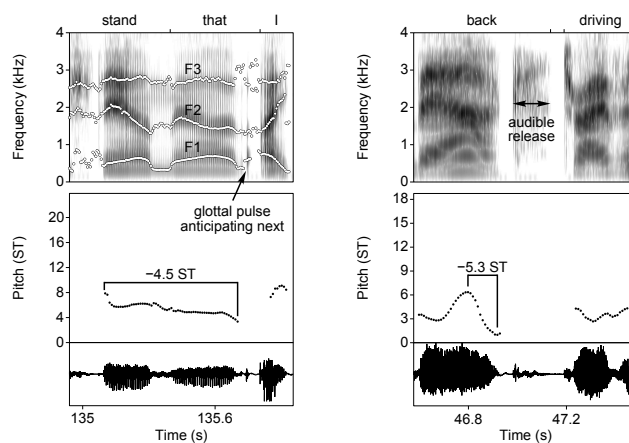 stand that I
Frequency (kHz)
4
3
2
1
0
F3
F2
F1
glottal pulse
anticipating next
Pitch (ST)
20
16
12
8
4
0
−4.5 ST
135 135.6
Time (s)
back driving
Frequency (kHz)
4
3
2
1
0
audible
release
Pitch (ST)
18
15
12
9
6
3
0
−5.3 ST
46.8 47.2
Time (s)